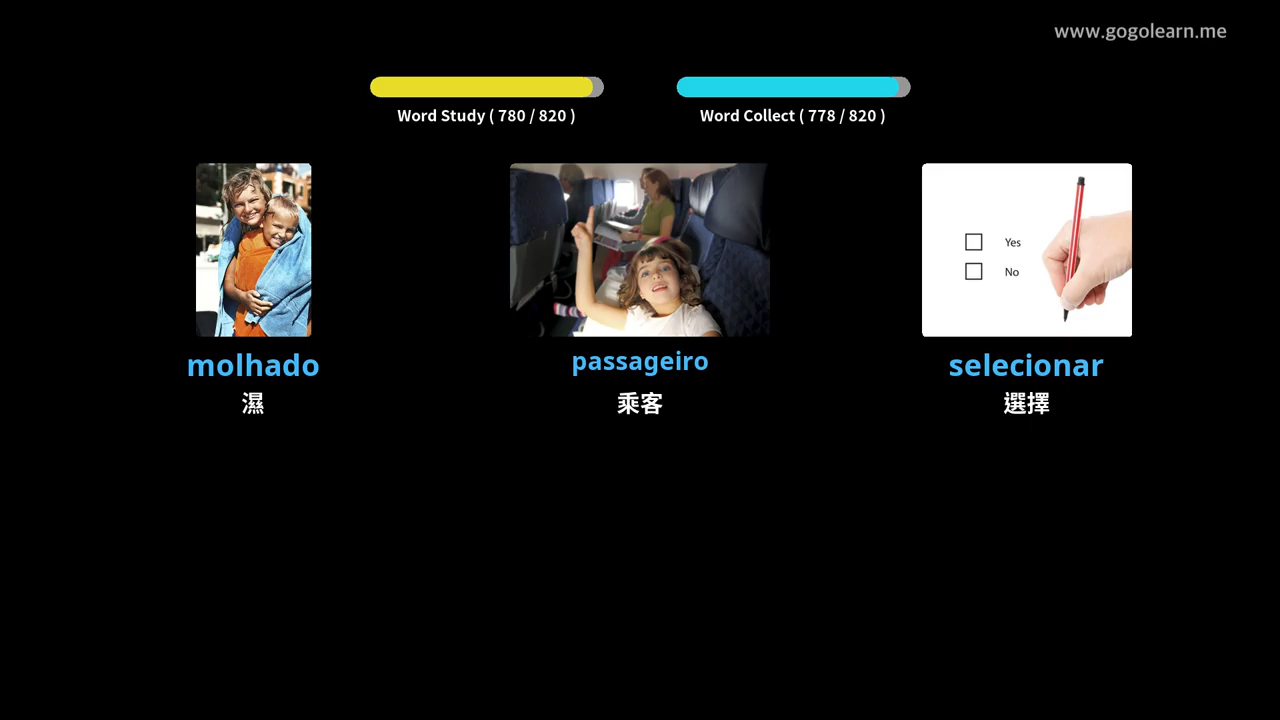 www.gogolearn.me
Word Study ( 780 / 820 )
Word Collect ( 778 / 820 )
Yes
No
molhado
passageiro
selecionar
濕
乘客
選擇